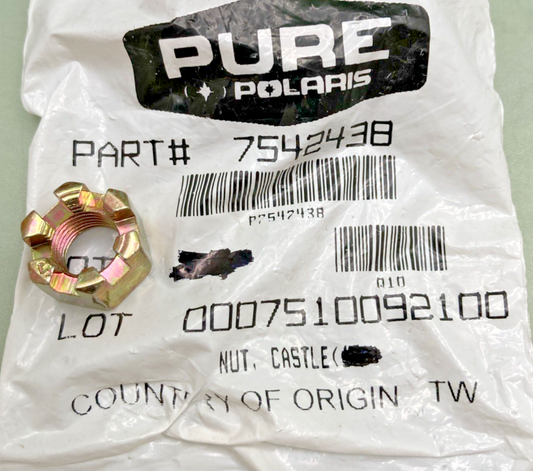 PURE
POLARIS
PART# 7542438
P7542438
010
LOT 0007510092100
NUT, CASTLE(
COUNTRY OF ORIGIN TW